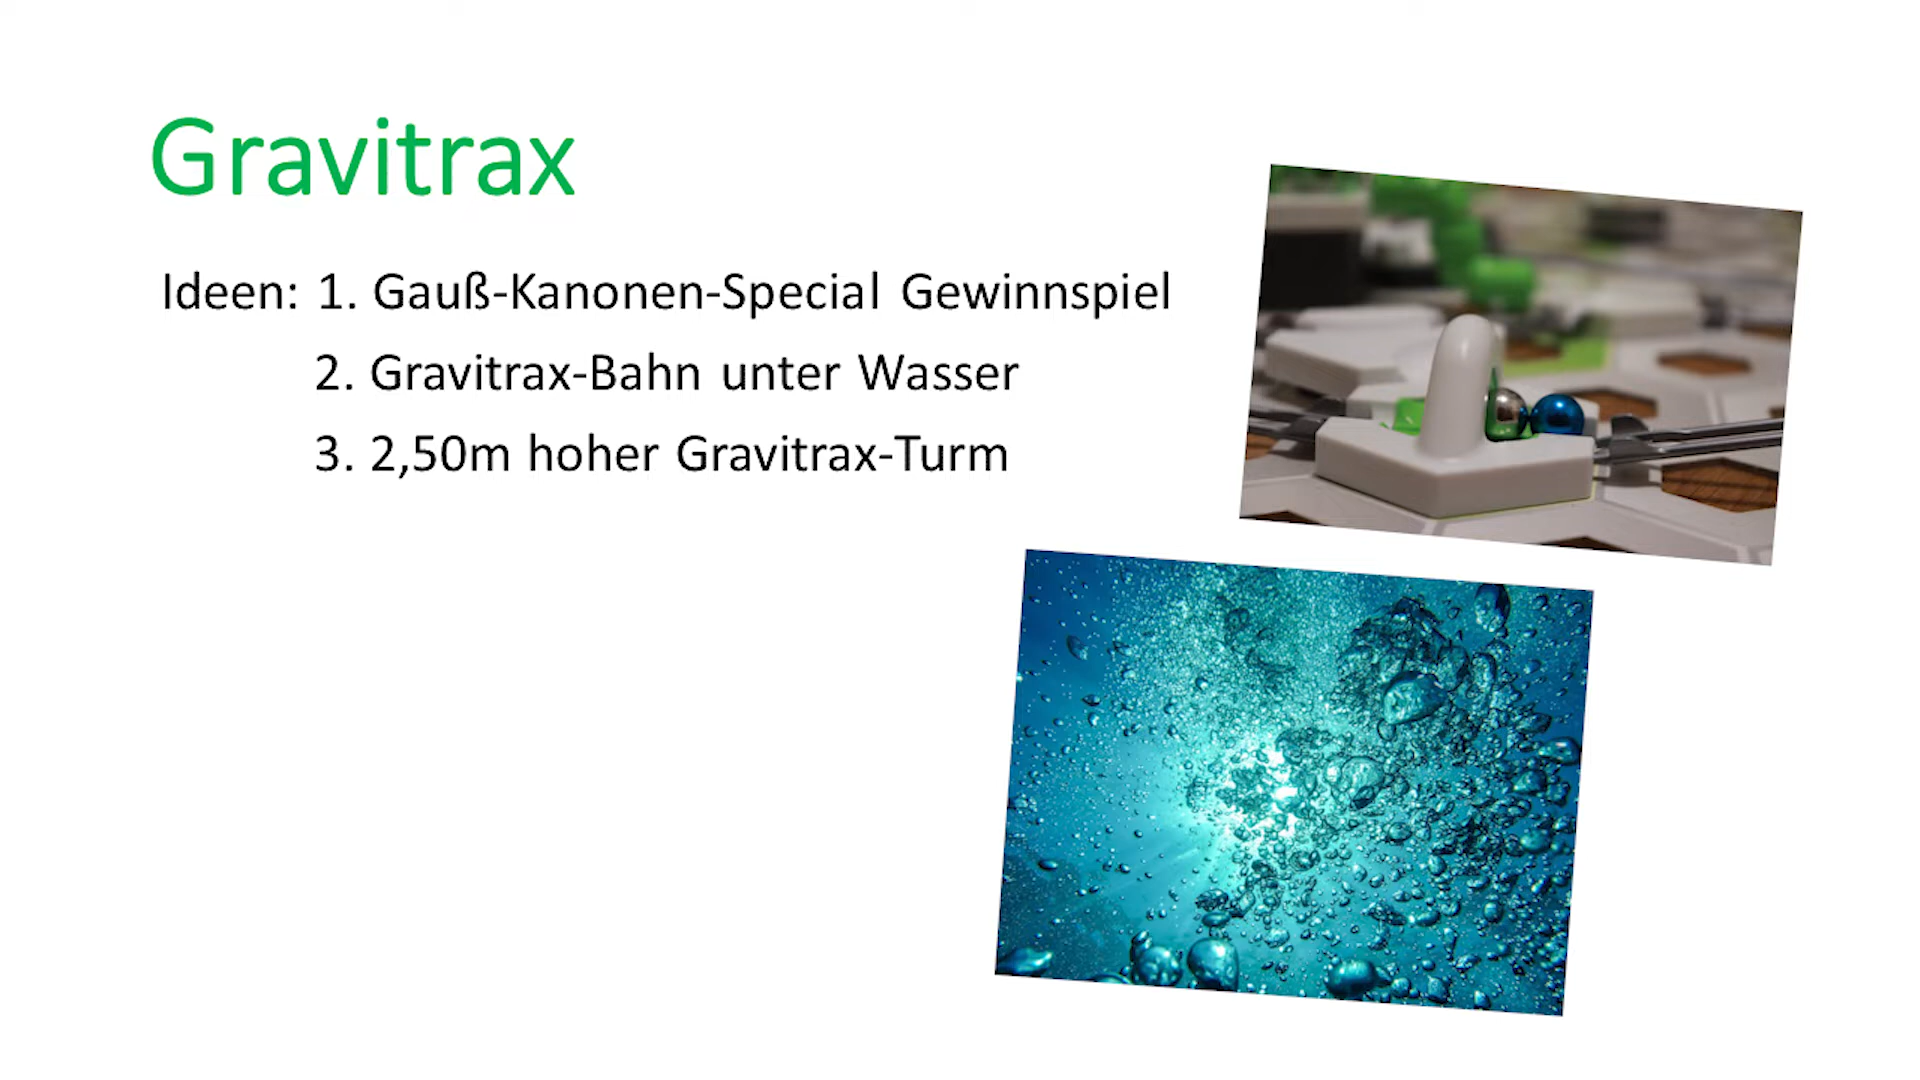 Gravitrax
Ideen: 1. Gauß-Kanonen-Special Gewinnspiel
2. Gravitrax-Bahn unter Wasser
3. 2,50m hoher Gravitrax-Turm